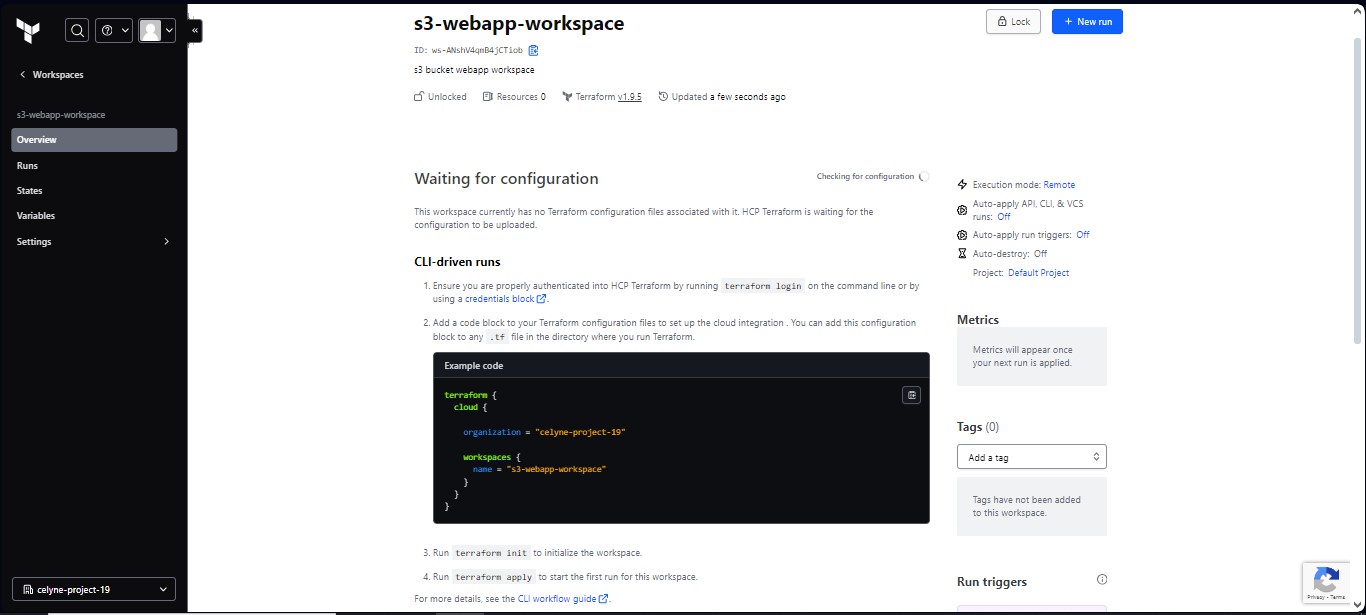 s3-webapp-workspace
Lock
+ New run
ID: ws-ANshV4qmB4jCTiob
s3 bucket webapp workspace
Unlocked
Resources 0
Terraform v1.9.5
Updated a few seconds ago
Workspaces
s3-webapp-workspace
Overview
Runs
States
Variables
Settings
celyne-project-19
Waiting for configuration
Checking for configuration
This workspace currently has no Terraform configuration files associated with it. HCP Terraform is waiting for the
configuration to be uploaded.
CLI-driven runs
1. Ensure you are properly authenticated into HCP Terraform by running terraform login on the command line or by
using a credentials block.
2. Add a code block to your Terraform configuration files to set up the cloud integration . You can add this configuration
block to any .tf file in the directory where you run Terraform.
Example code
terraform {
cloud {
organization = "celyne-project-19"
workspaces {
name = "s3-webapp-workspace"
}
}
}
3. Run terraform init to initialize the workspace.
4. Run terraform apply to start the first run for this workspace.
For more details, see the CLI workflow guide.
Execution mode: Remote
Auto-apply API, CLI, & VCS
runs: Off
Auto-apply run triggers: Off
Auto-destroy: Off
Project: Default Project
Metrics
Metrics will appear once
your next run is applied.
Tags (0)
Add a tag
Tags have not been added
to this workspace.
Run triggers
Privacy - Terms